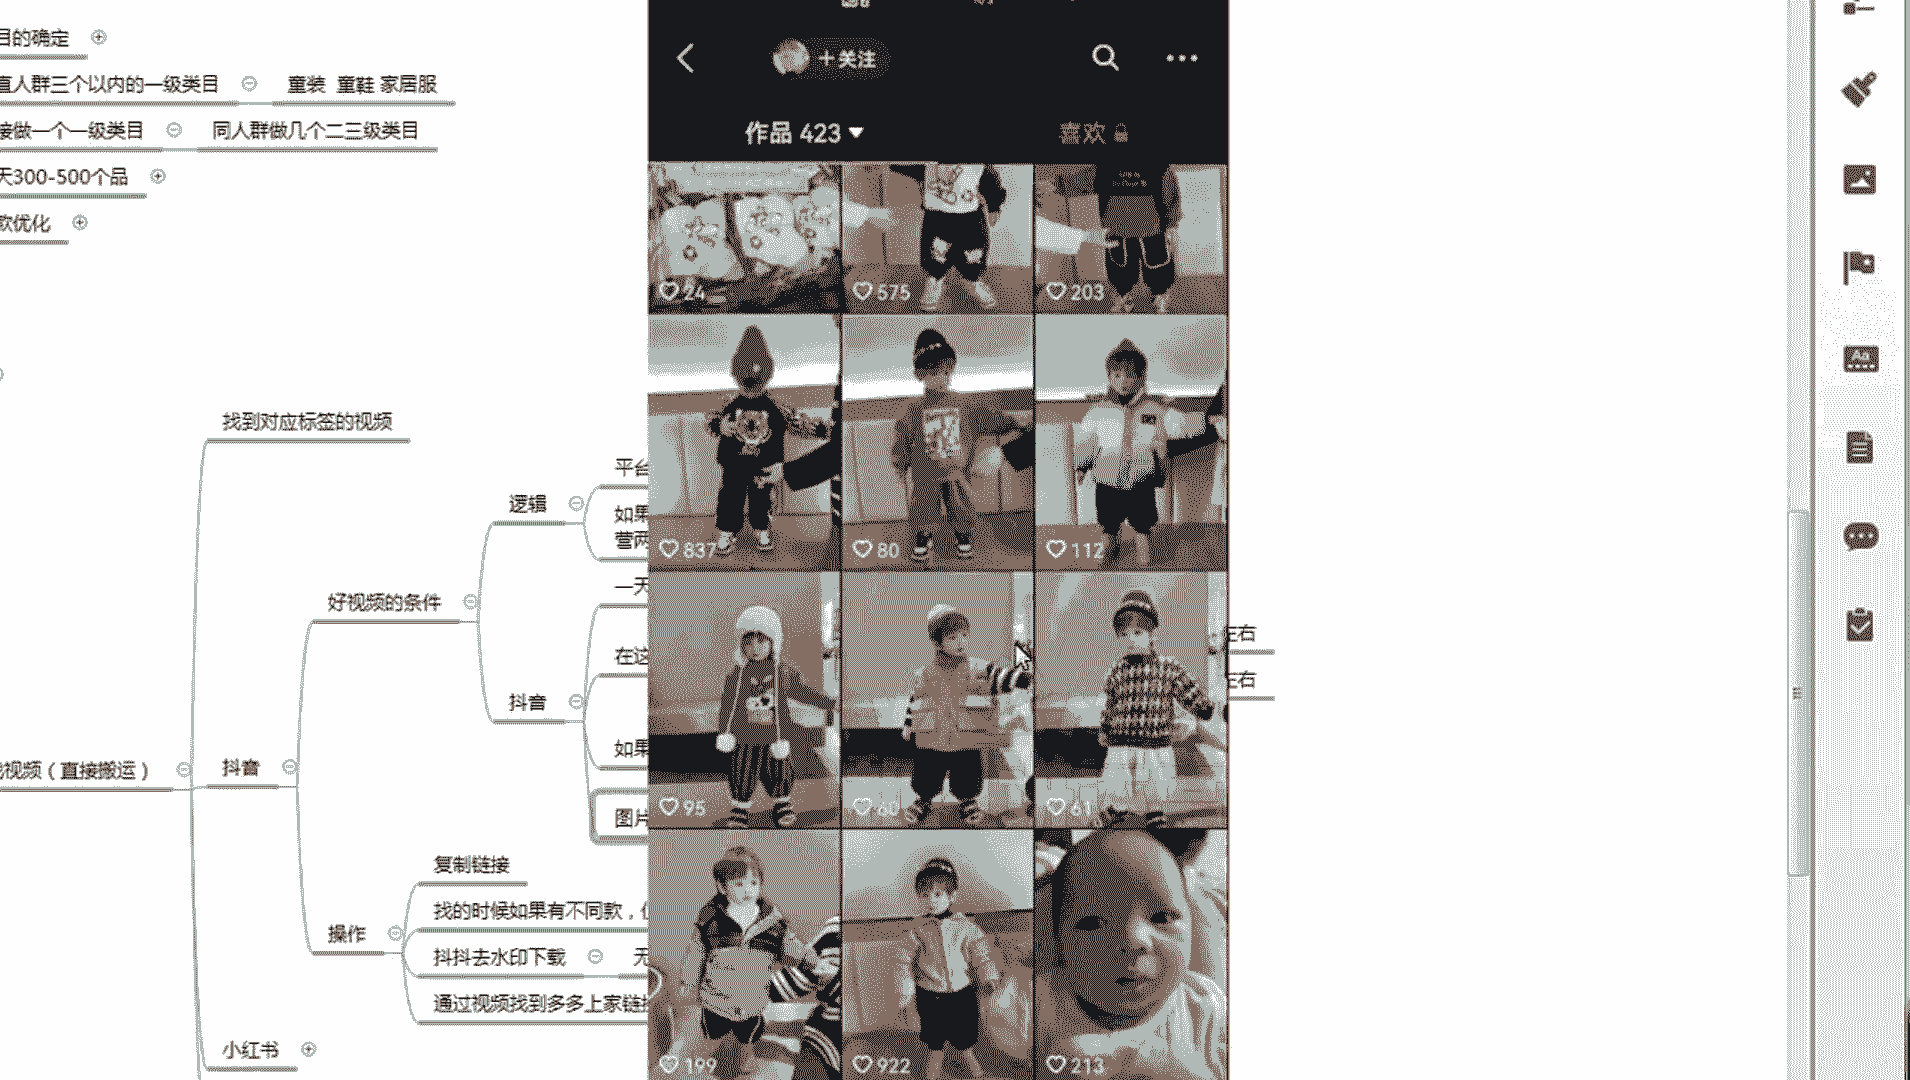 目的确定
直人群三个以内的一级类目
童装 童鞋 家居服
接做一个一级类目
同人群做几个二三级类目
天300-500个品
款优化
找到对应标签的视频
逻辑
平台
如果
营两
好视频的条件
一天
在这
抖音
如果
图片
视频（直接搬运）
抖音
复制链接
找的时候如果有不同款，
操作
抖抖去水印下载
无
通过视频找到多多上家链接
小红书
十关注
作品 423
喜欢
24
575
203
837
80
112
95
60
61
199
922
213
左右
左右
Aa